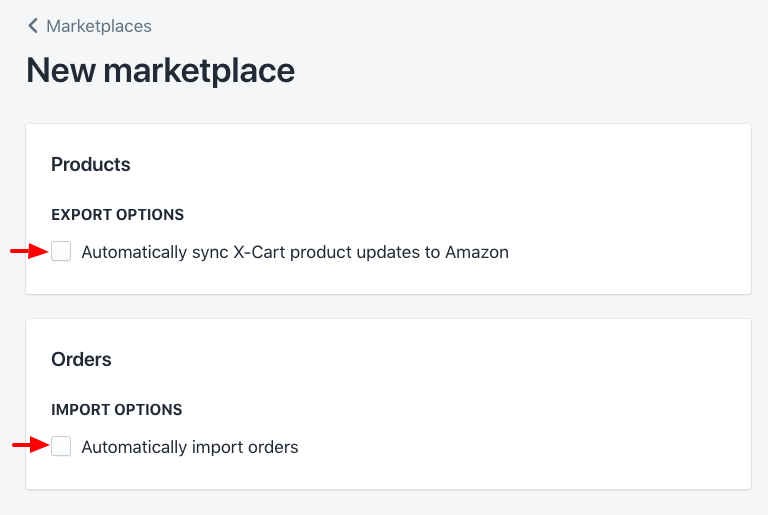 Marketplaces
New marketplace
Products
EXPORT OPTIONS
Automatically sync X-Cart product updates to Amazon
Orders
IMPORT OPTIONS
Automatically import orders